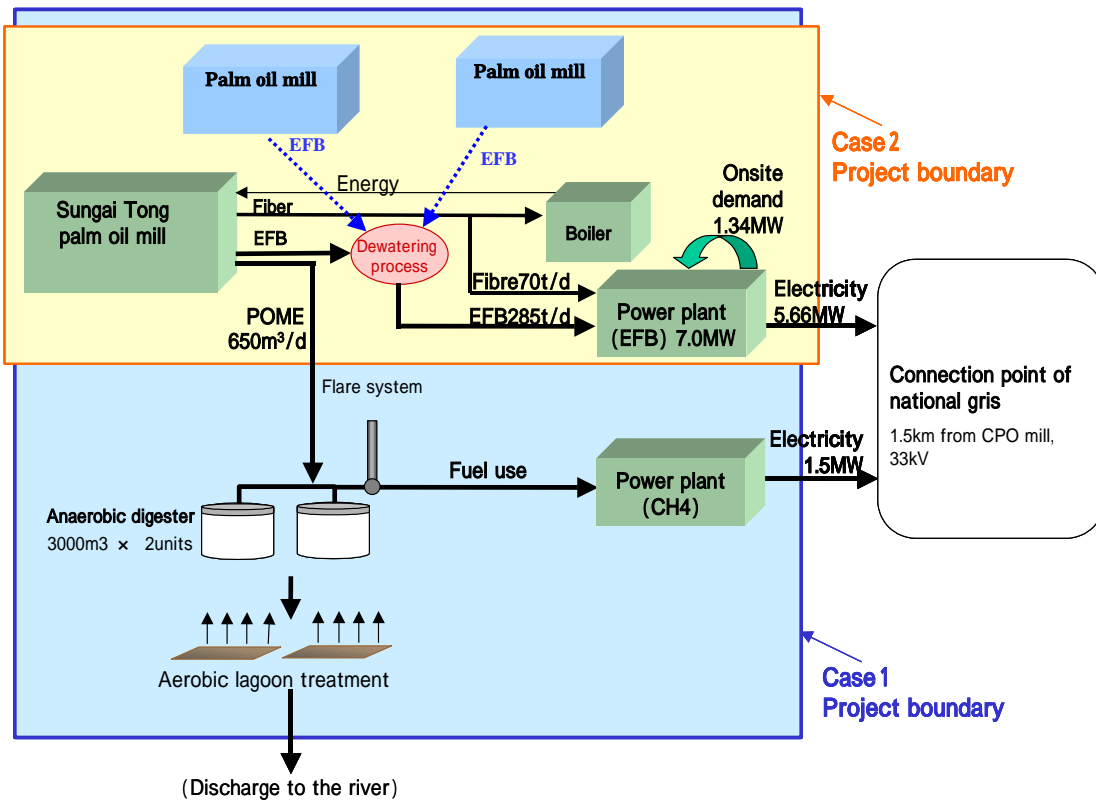 Palm oil mill
Palm oil mill
EFB
EFB
Case 2
Project boundary
Energy
Onsite
demand
1.34MW
Sungai Tong
palm oil mill
Fiber
Boiler
EFB
Dewatering
process
Fibre70t/d
Electricity
5.66MW
POME
650m³/d
EFB285t/d
Power plant
(EFB) 7.0MW
Flare system
Connection point of
national gris
1.5km from CPO mill,
33kV
Electricity
1.5MW
Fuel use
Power plant
(CH4)
Anaerobic digester
3000m3 × 2units
Aerobic lagoon treatment
Case 1
Project boundary
(Discharge to the river)